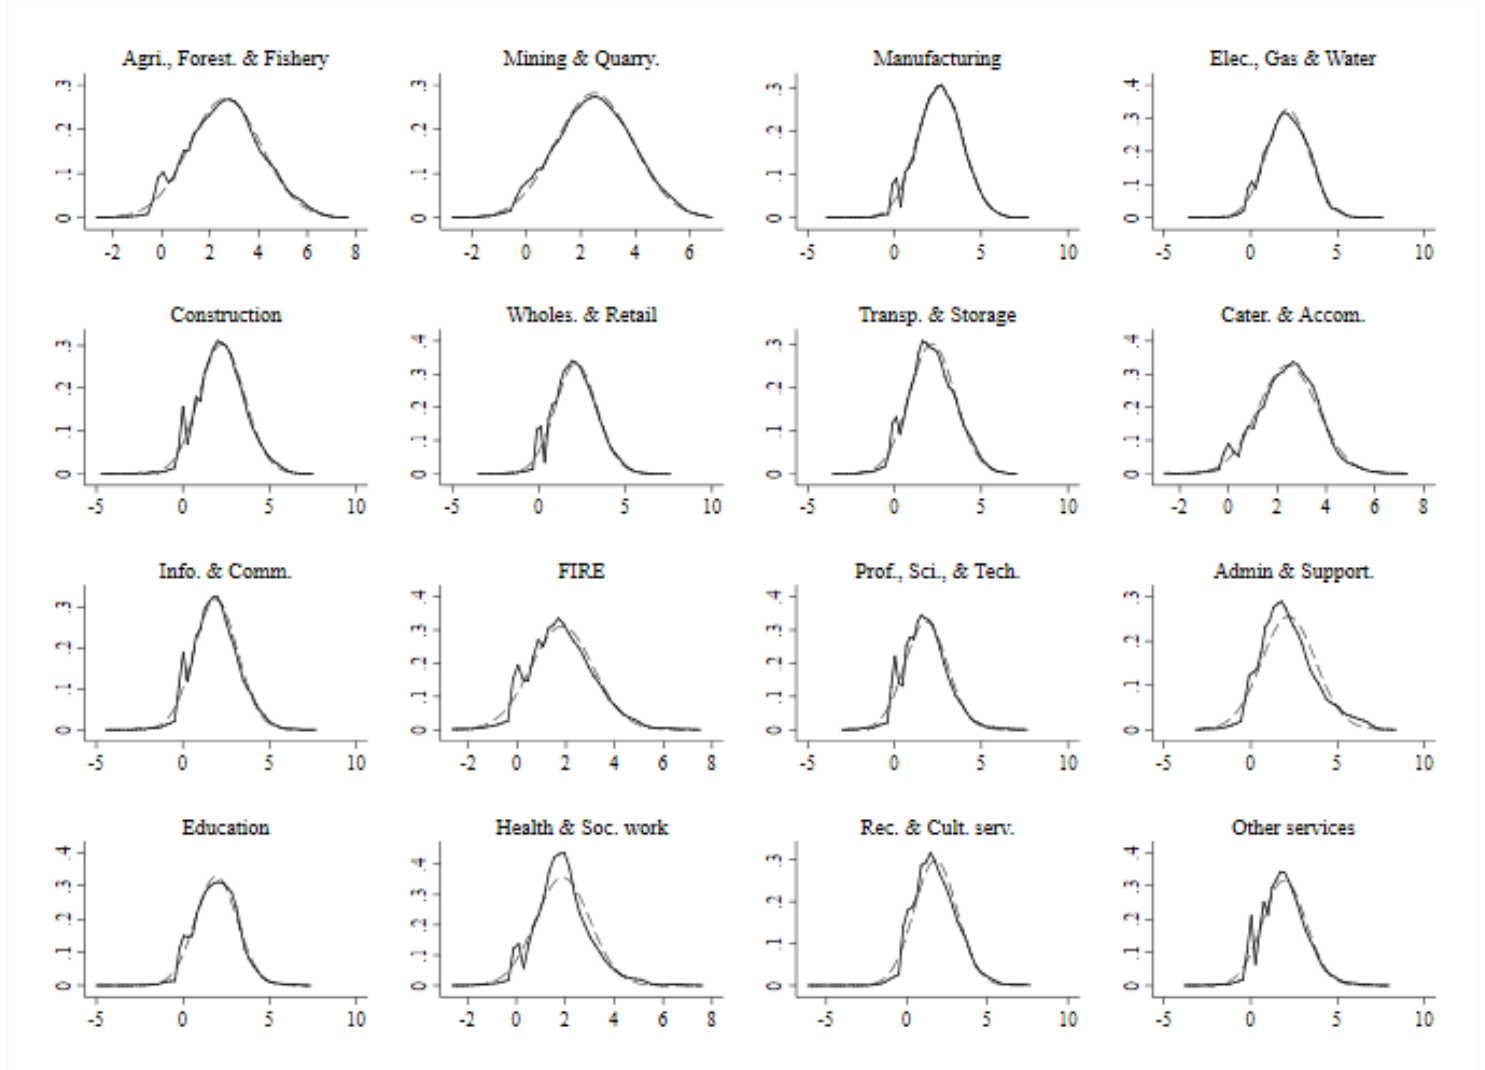 Agri., Forest. & Fishery
Mining & Quarry.
Manufacturing
Elec., Gas & Water
.3
.2
.1
0
-2 0 2 4 6 8
.3
.2
.1
0
-2 0 2 4 6
.3
.2
.1
0
-5 0 5 10
.4
.3
.2
.1
0
-5 0 5 10
Construction
Wholes. & Retail
Transp. & Storage
Cater. & Accom.
.3
.2
.1
0
-5 0 5 10
.4
.3
.2
.1
0
-5 0 5 10
.3
.2
.1
0
-5 0 5 10
.4
.3
.2
.1
0
-2 0 2 4 6 8
Info. & Comm.
FIRE
Prof., Sci., & Tech.
Admin & Support.
.3
.2
.1
0
-5 0 5 10
.4
.3
.2
.1
0
-2 0 2 4 6 8
.4
.3
.2
.1
0
-5 0 5 10
.3
.2
.1
0
-5 0 5 10
Education
Health & Soc. work
Rec. & Cult. serv.
Other services
.4
.3
.2
.1
0
-5 0 5 10
.4
.3
.2
.1
0
-2 0 2 4 6 8
.3
.2
.1
0
-5 0 5 10
.4
.3
.2
.1
0
-5 0 5 10